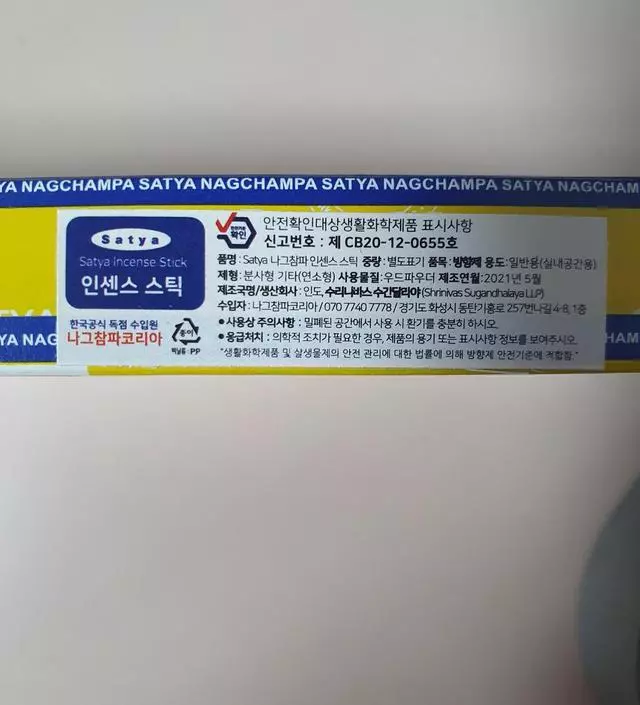 YA NAGCHAMPA SATYA NAGCHAMPA SATYA NAGCHAMPA SATYA NAGCHAM
Satya
Satya Incense Stick
인센스 스틱
한국공식 독점 수입원
나그참파코리아
종이
비닐류 : PP
확인
안전확인대상생활화학제품 표시사항
신고번호 : 제 CB20-12-0655호
품명 : Satya 나그참파 인센스 스틱 중량 : 별도표기 품목 : 방향제 용도 : 일반용(실내공간용)
제형 : 분사형 기타(연소형) 사용물질 : 우드파우더 제조연월 : 2021년 5월
제조국명/생산회사 : 인도, 슈리니바스 수간달라야 (Shrinivas Sugandhalaya LLP)
수입자 : 나그참파코리아 / 070 7740 7778 / 경기도 화성시 동탄기흥로 257번나길 4-8, 1층
● 사용상 주의사항 : 밀폐된 공간에서 사용 시 환기를 충분히 하시오.
● 응급처치 : 의학적 조치가 필요한 경우, 제품의 용기 또는 표시사항 정보를 보여주시오.
"생활화학제품 및 살생물제의 안전 관리에 대한 법률에 의해 방향제 안전기준에 적합함."
YA NAG
HAM